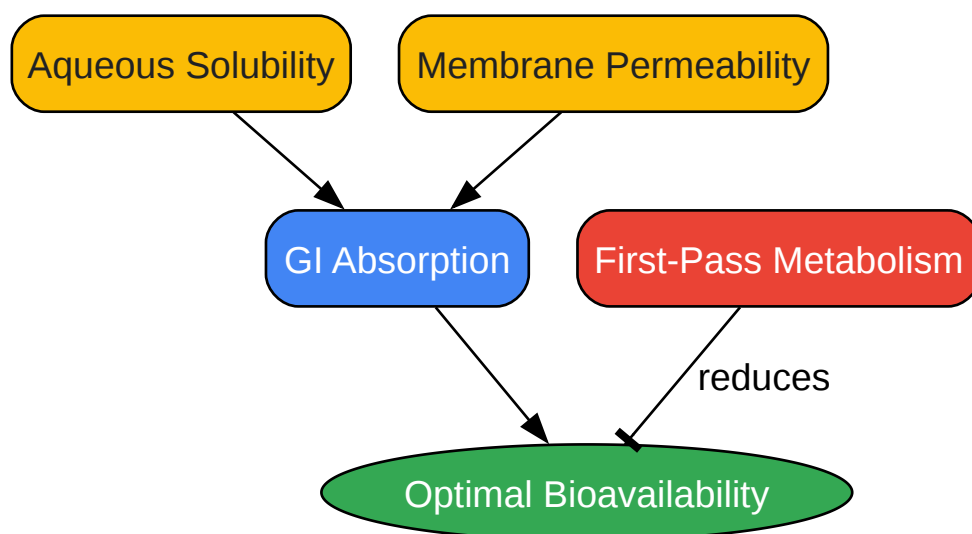 Aqueous Solubility
Membrane Permeability
GI Absorption
First-Pass Metabolism
reduces
Optimal Bioavailability